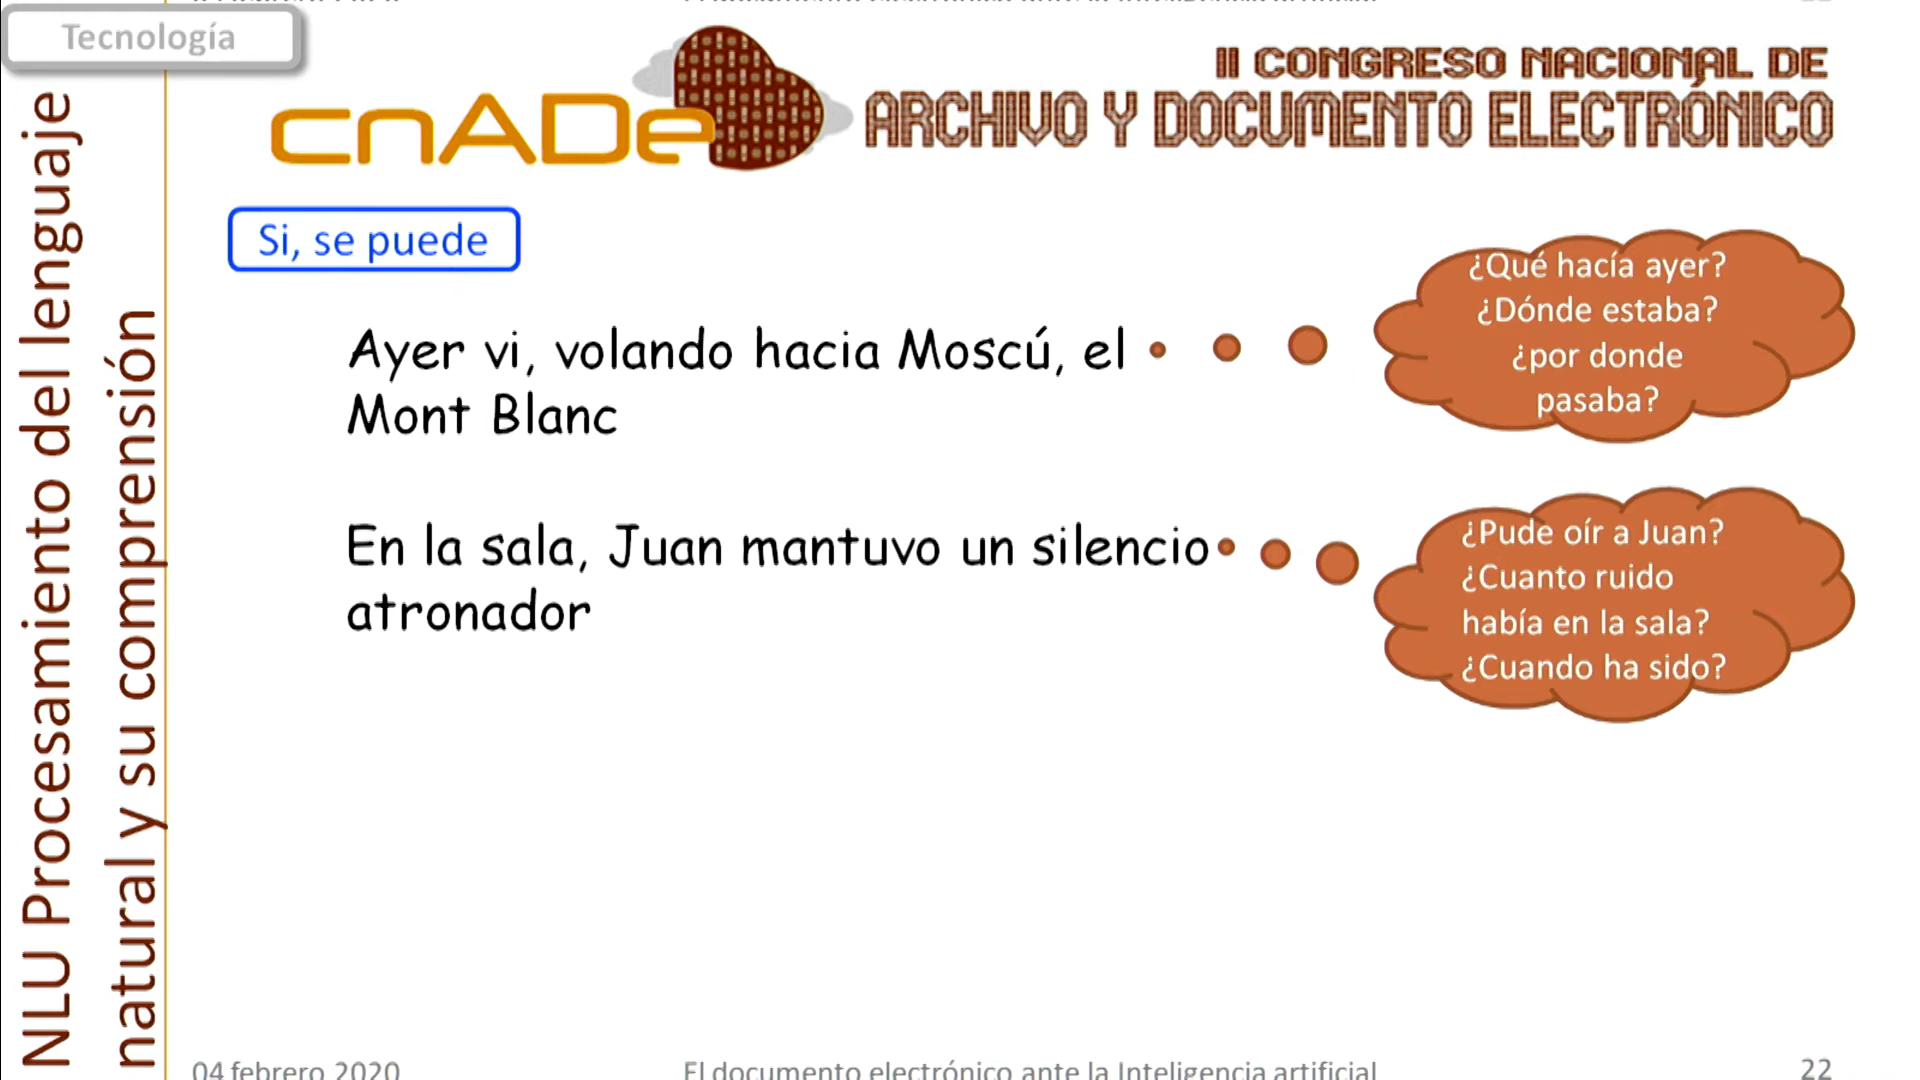 Tecnología
NLU Procesamiento del lenguaje
natural y su comprensión
cnADe
II CONGRESO NACIONAL DE
ARCHIVO Y DOCUMENTO ELECTRÓNICO
Si, se puede
Ayer vi, volando hacia Moscú, el
Mont Blanc
¿Qué hacía ayer?
¿Dónde estaba?
¿por donde
pasaba?
En la sala, Juan mantuvo un silencio
atronador
¿Pude oír a Juan?
¿Cuanto ruido
había en la sala?
¿Cuando ha sido?
04 febrero 2020
El documento electrónico ante la Inteligencia artificial
22